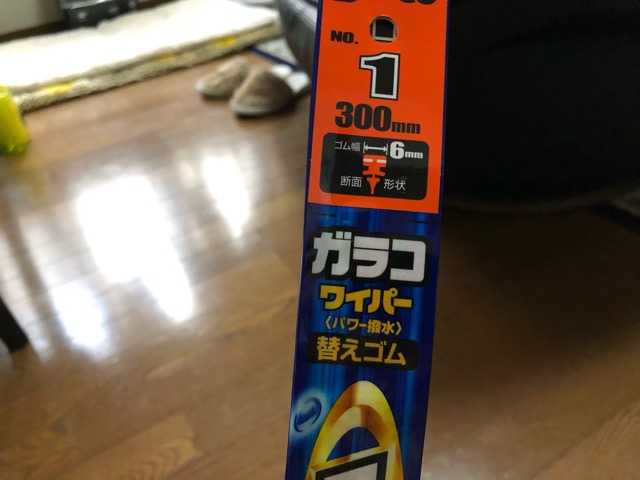 NO.
1
300mm
ゴム幅 6mm
断面 形状
ガラコ
ワイパー
〈パワー撥水〉
替えゴム